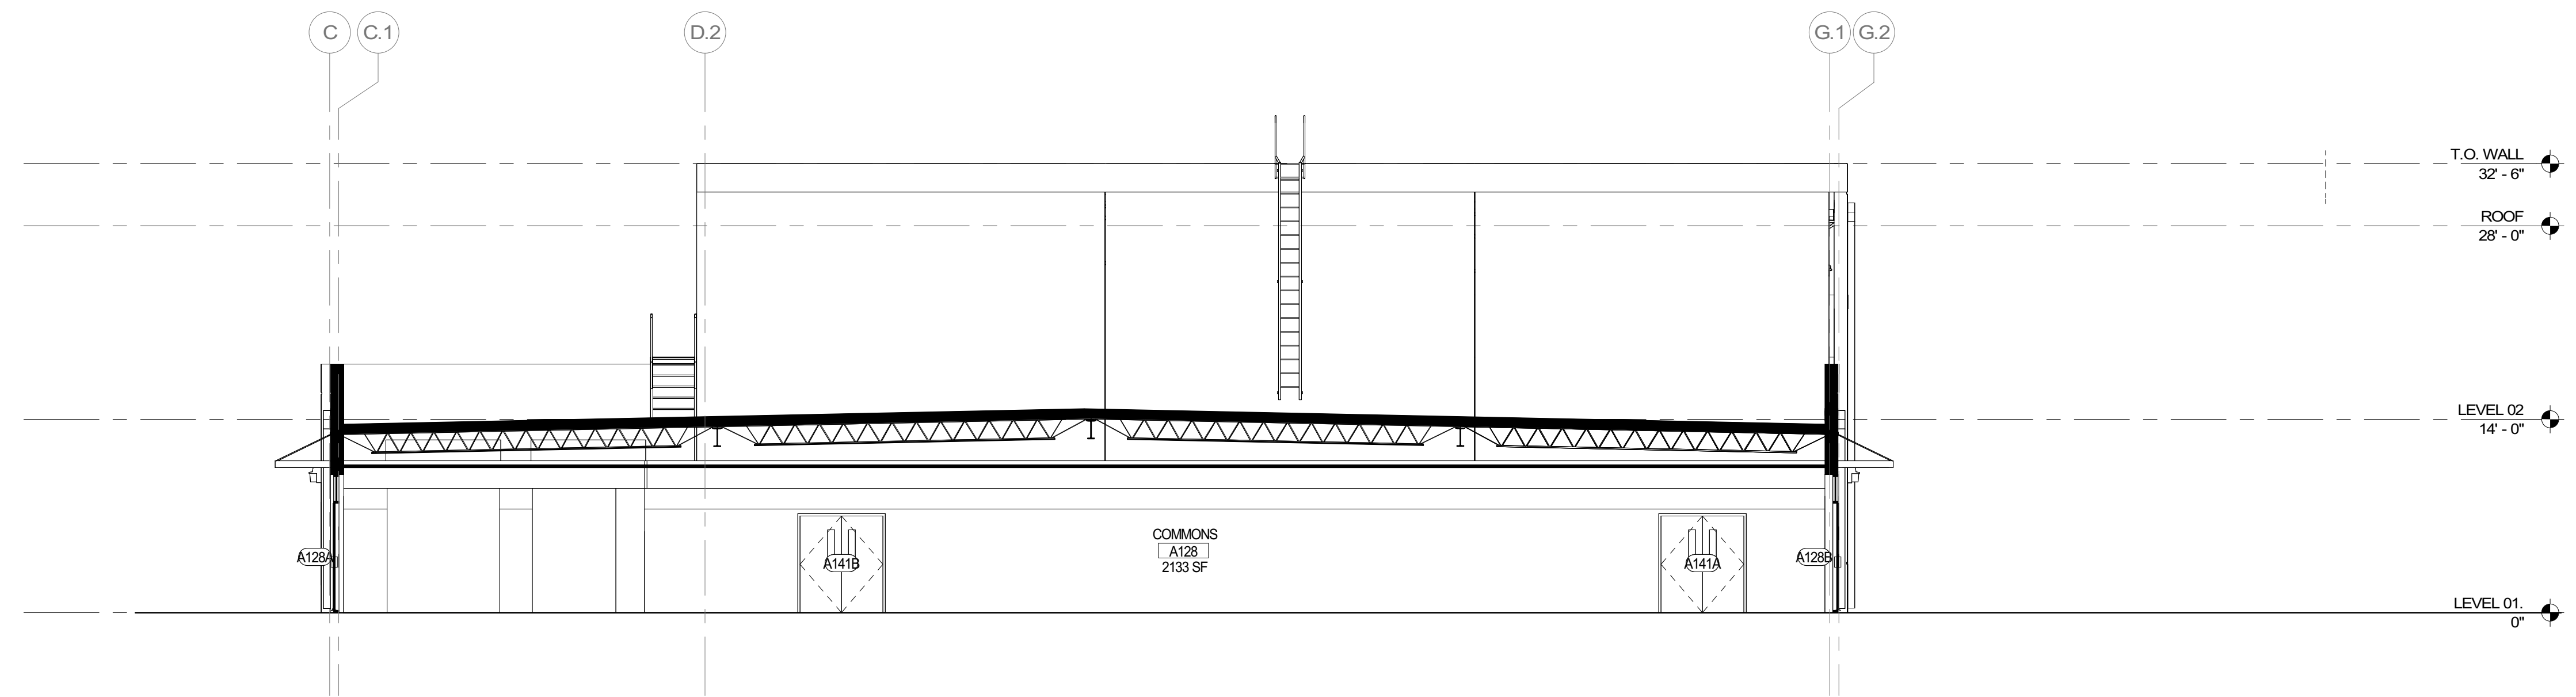 C
C.1
D.2
G.1
G.2
T.O. WALL
32' - 6"
ROOF
28' - 0"
LEVEL 02
14' - 0"
COMMONS
A128
2133 SF
A128A
A141B
A141A
A128B
LEVEL 01.
0"